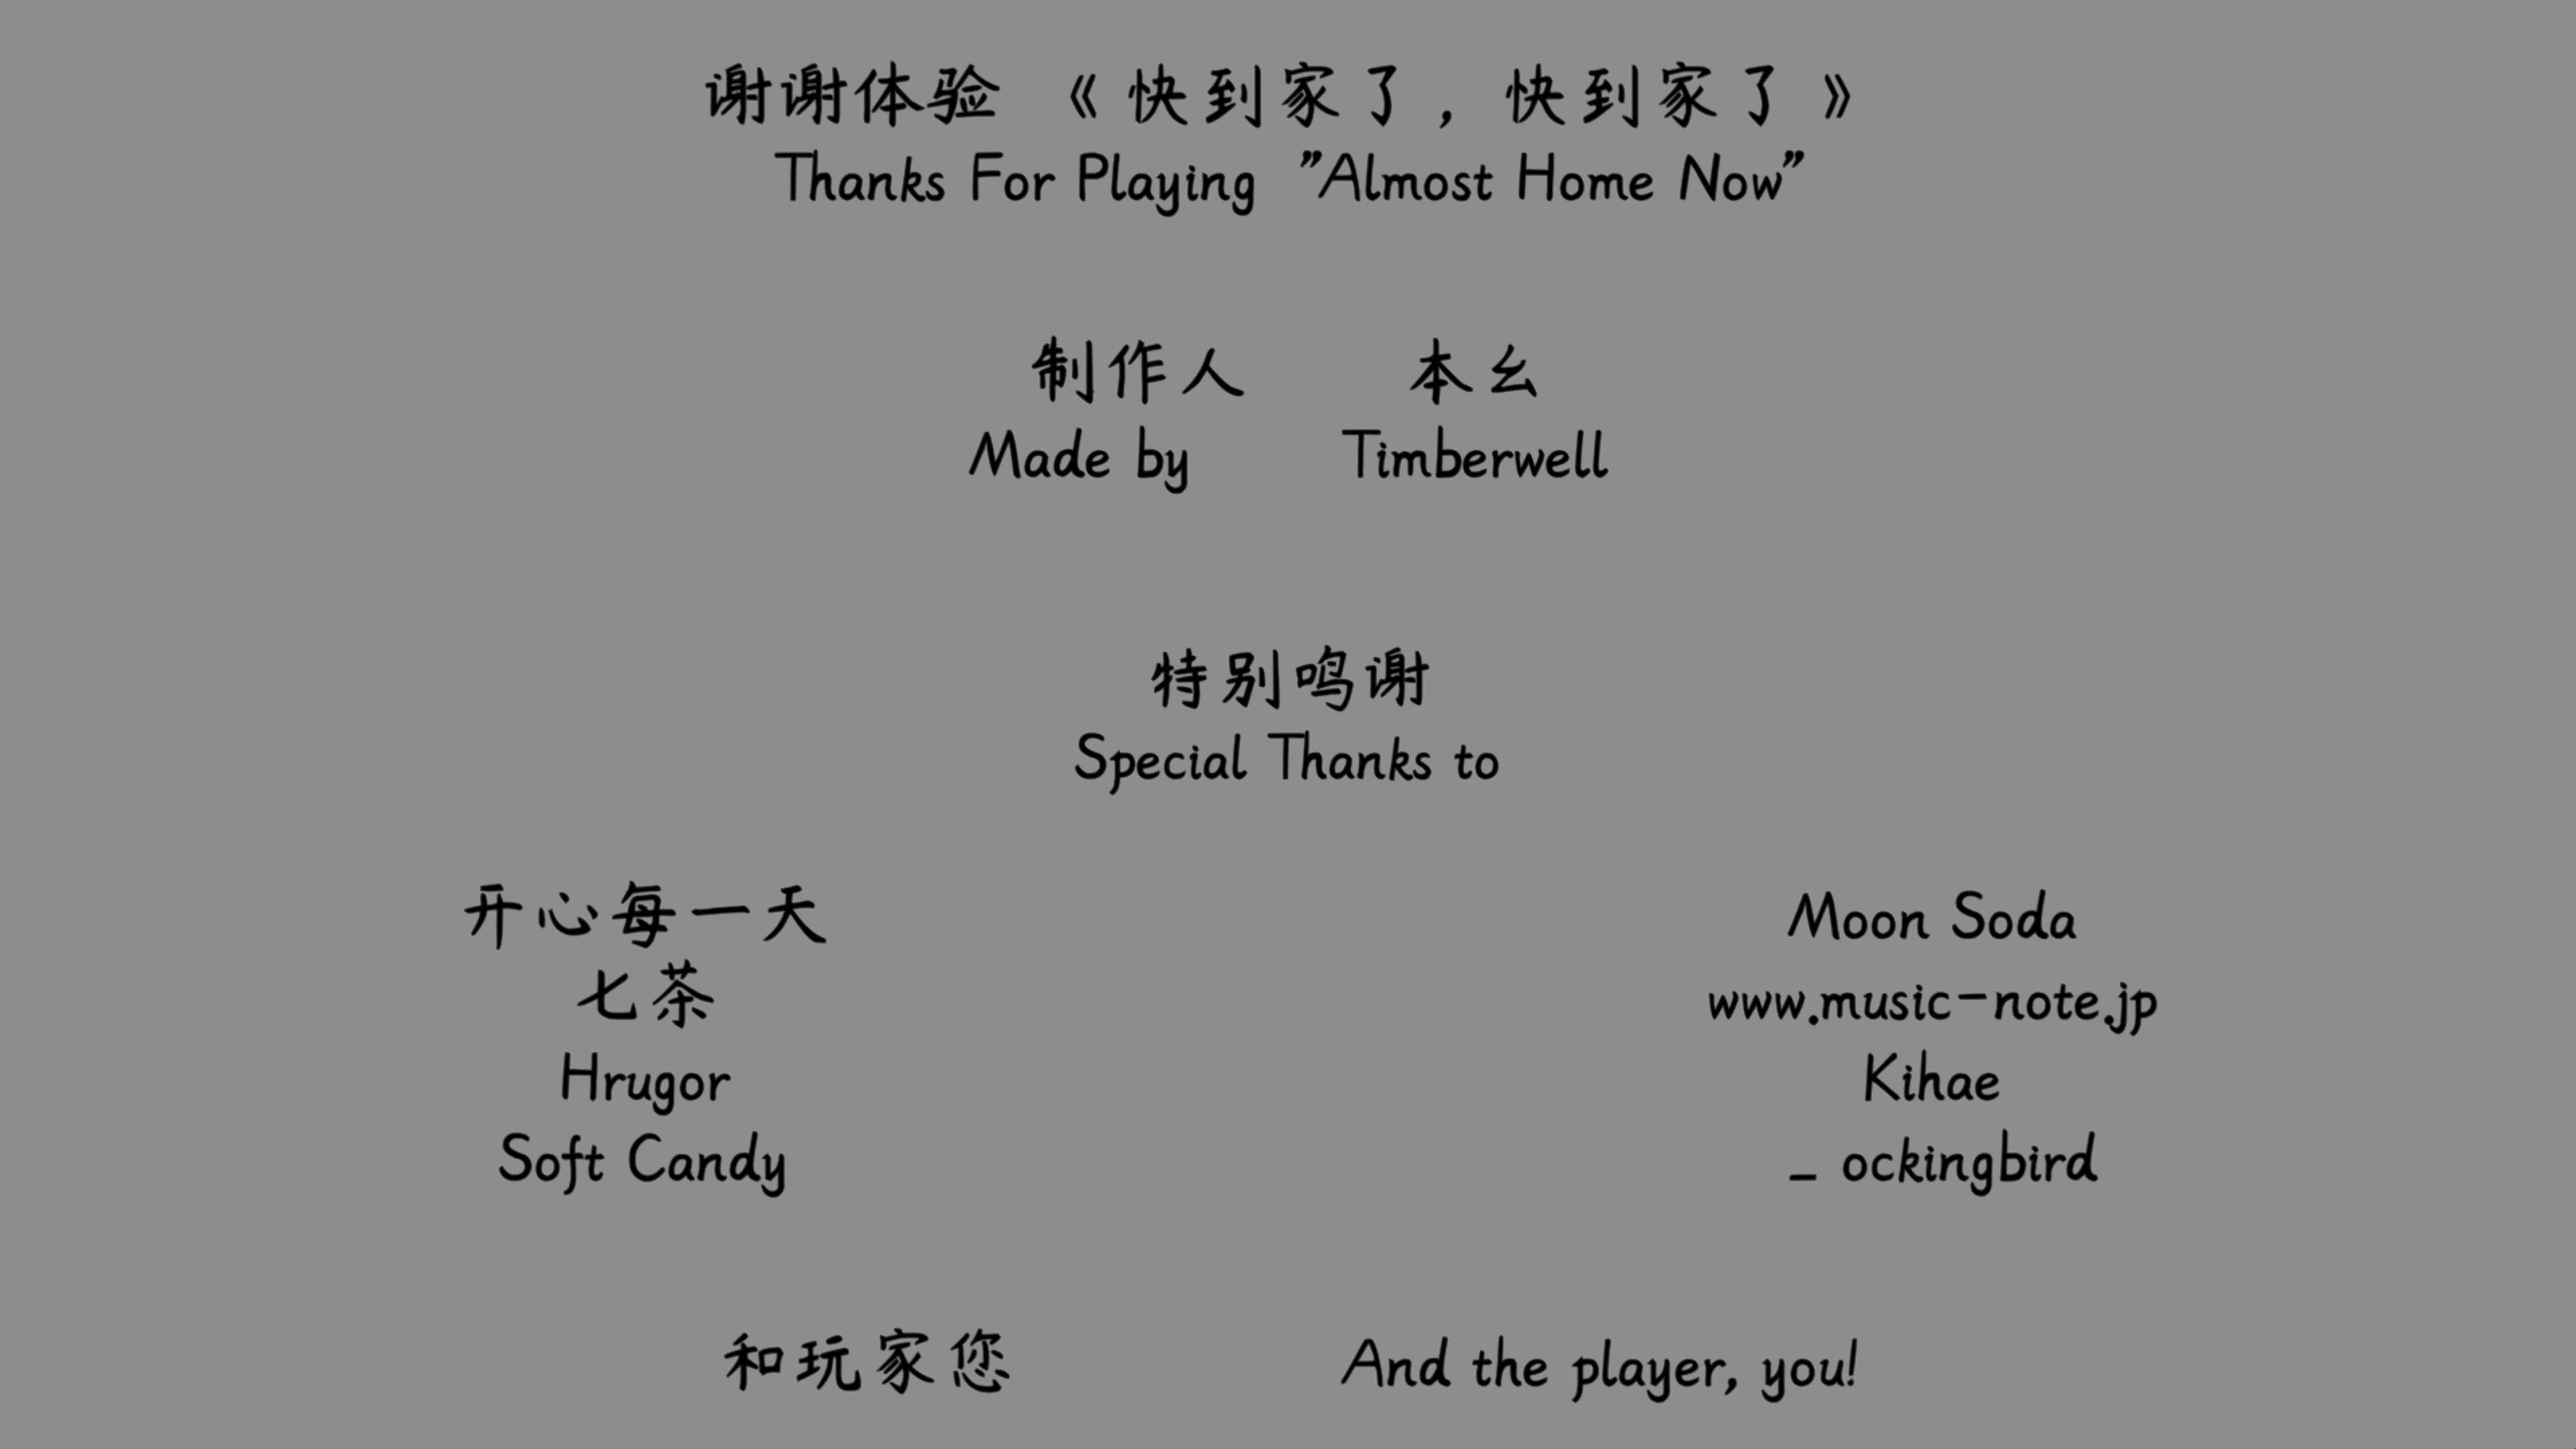 谢谢体验 《快到家了，快到家了》
Thanks For Playing "Almost Home Now"
制作人 本幺
Made by Timberwell
特别鸣谢
Special Thanks to
开心每一天
七茶
Hrugor
Soft Candy
Moon Soda
www.music-note.jp
Kihae
_ ockingbird
和玩家您 And the player, you!